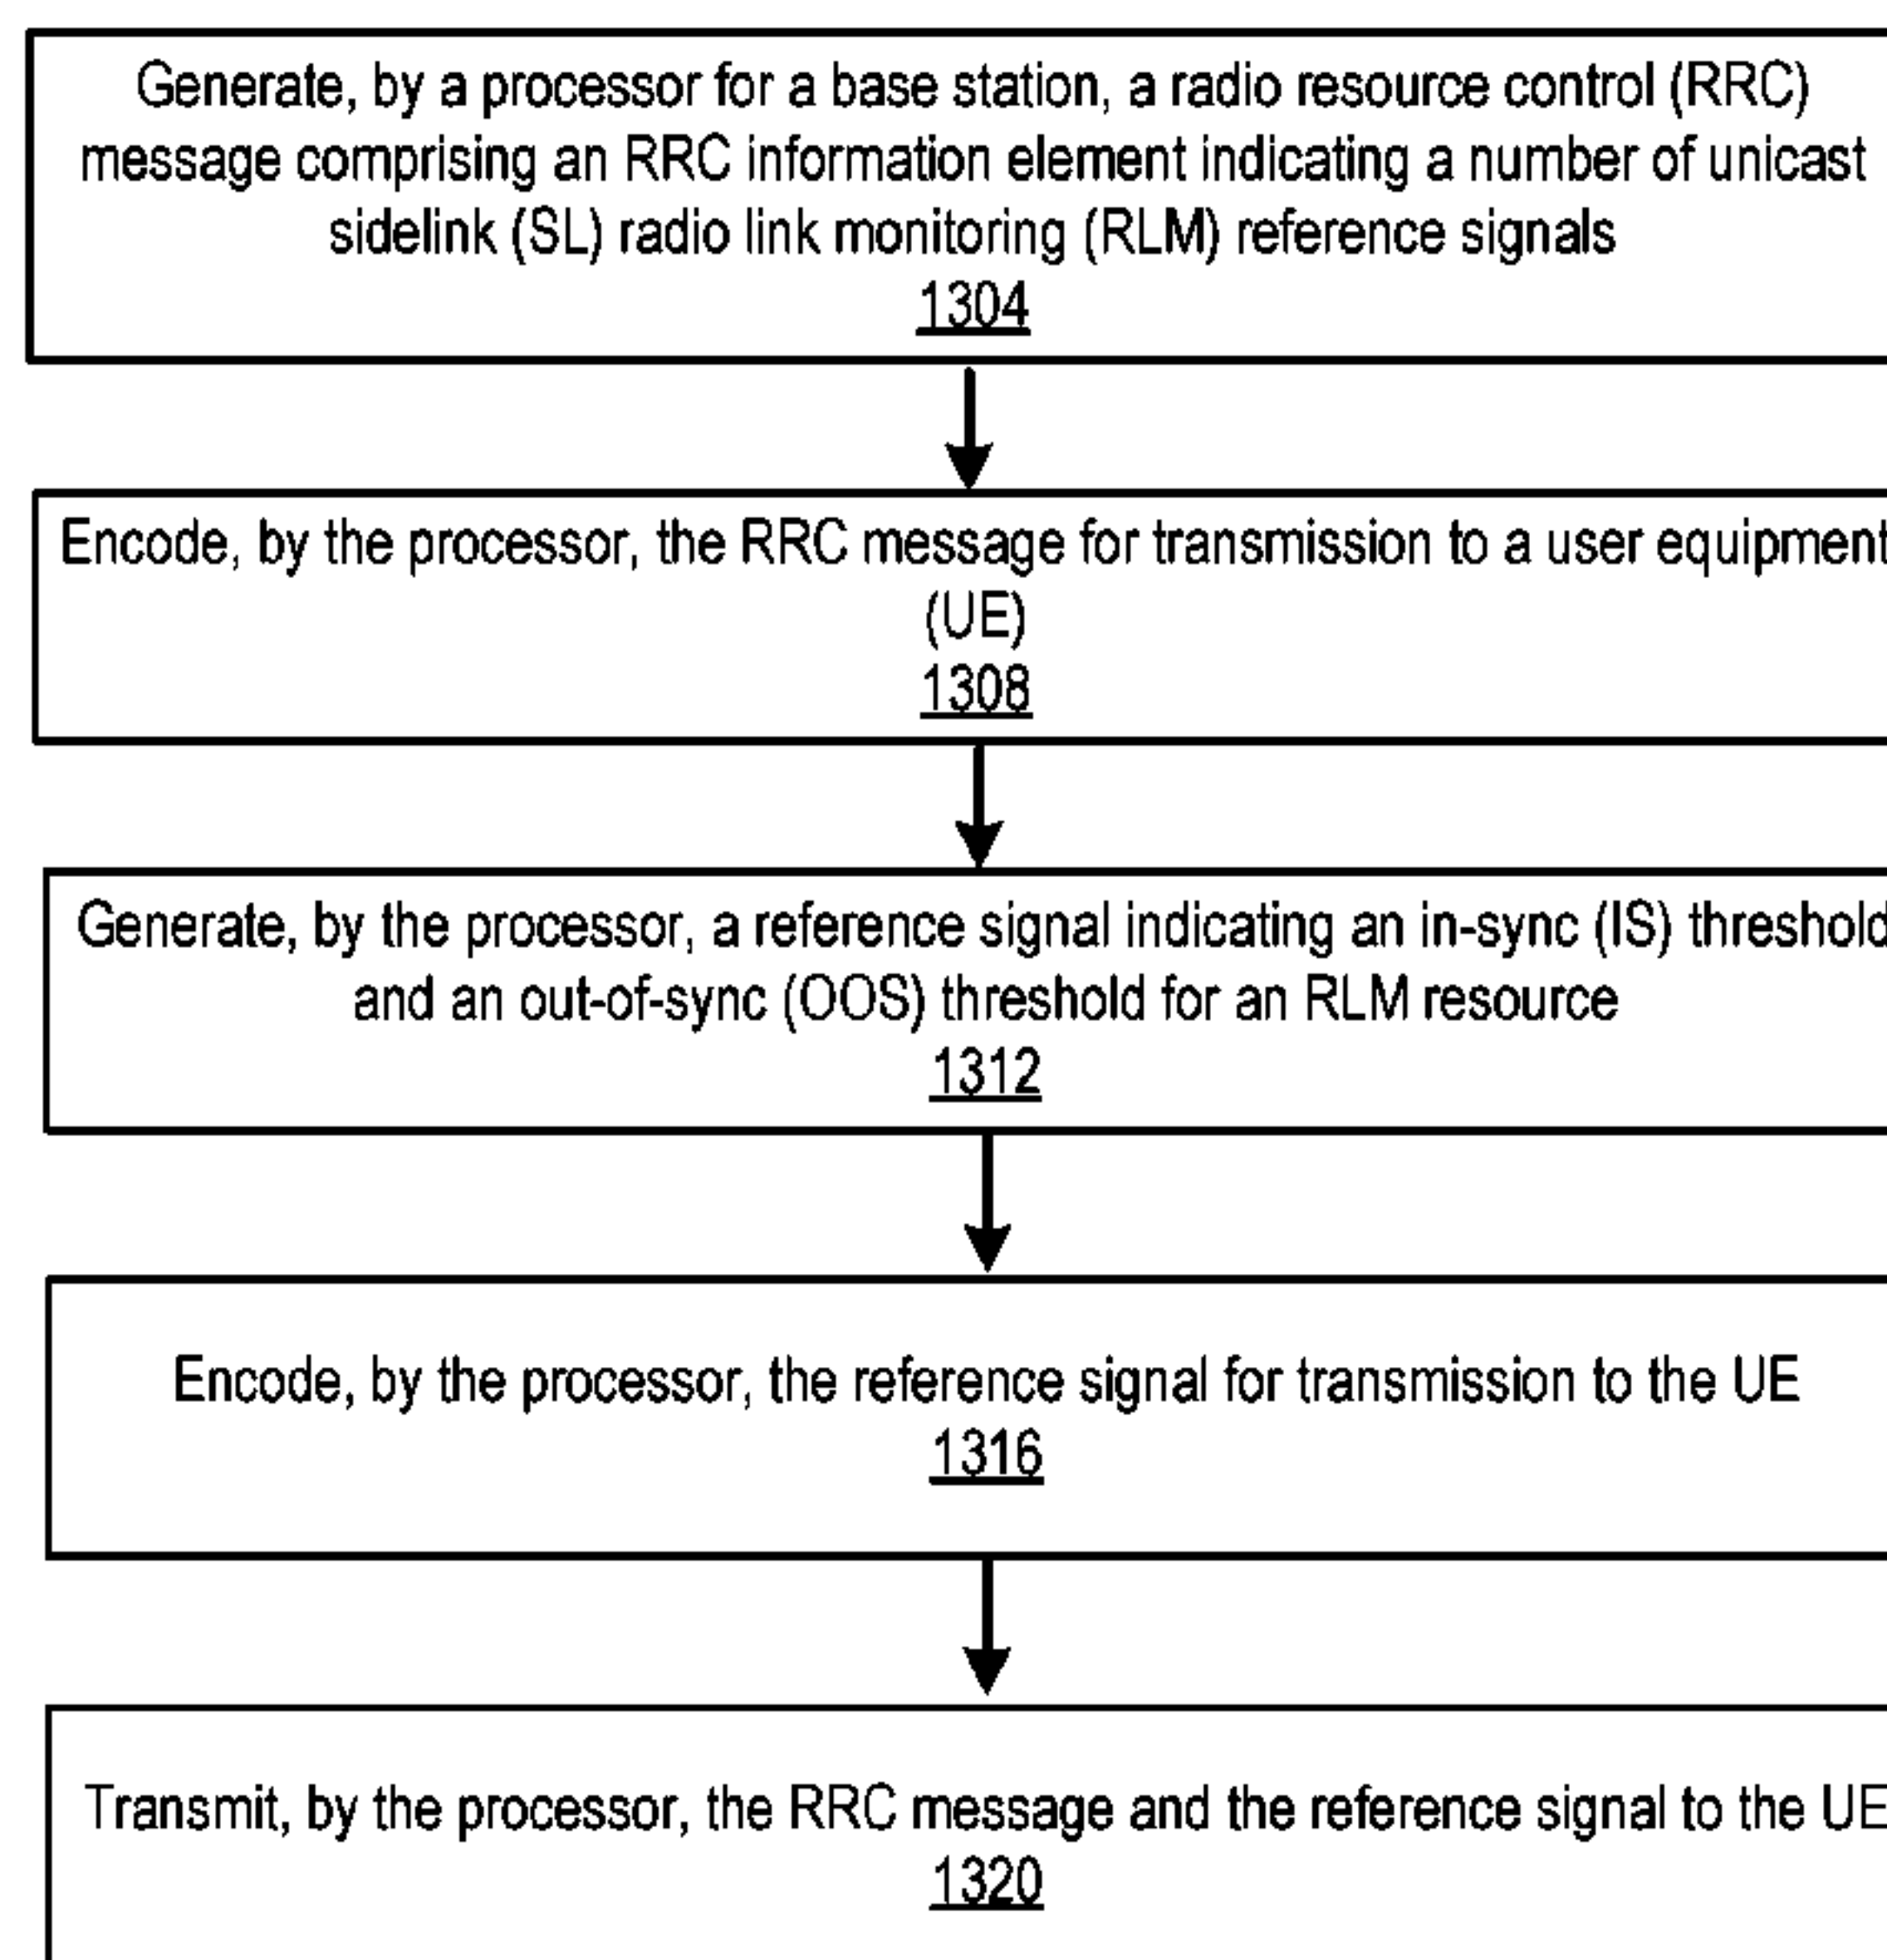 Generate, by a processor for a base station, a radio resource control (RRC)
message comprising an RRC information element indicating a number of unicast
sidelink (SL) radio link monitoring (RLM) reference signals
1304
Encode, by the processor, the RRC message for transmission to a user equipment
(UE)
1308
Generate, by the processor, a reference signal indicating an in-sync (IS) threshold
and an out-of-sync (OOS) threshold for an RLM resource
1312
Encode, by the processor, the reference signal for transmission to the UE
1316
Transmit, by the processor, the RRC message and the reference signal to the UE
1320